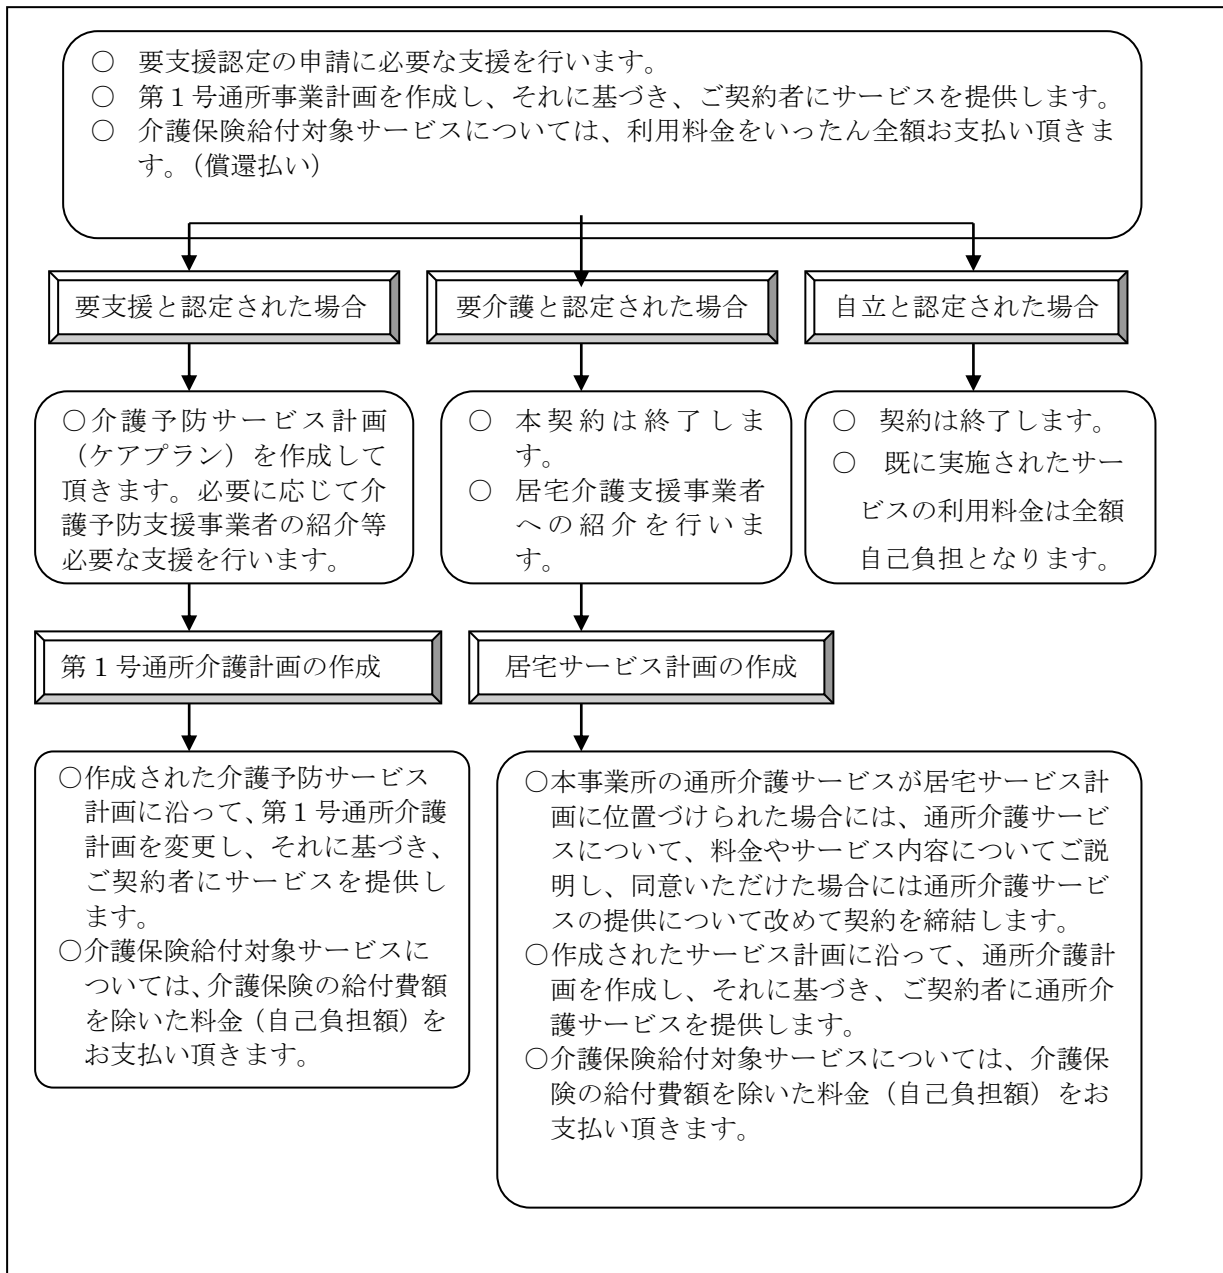 ○ 要支援認定の申請に必要な支援を行います。
○ 第1号通所事業計画を作成し、それに基づき、ご契約者にサービスを提供します。
○ 介護保険給付対象サービスについては、利用料金をいったん全額お支払い頂きま
す。(償還払い)
要支援と認定された場合
要介護と認定された場合
自立と認定された場合
○介護予防サービス計画
(ケアプラン)を作成して
頂きます。必要に応じて介
護予防支援事業者の紹介等
必要な支援を行います。
○ 本契約は終了しま
す。
○ 居宅介護支援事業者
への紹介を行いま
す。
○ 契約は終了します。
○ 既に実施されたサー
ビスの利用料金は全額
自己負担となります。
第1号通所介護計画の作成
居宅サービス計画の作成
○作成された介護予防サービス
計画に沿って、第1号通所介護
計画を変更し、それに基づき、
ご契約者にサービスを提供し
ます。
○介護保険給付対象サービスに
ついては、介護保険の給付費額
を除いた料金(自己負担額)を
お支払い頂きます。
○本事業所の通所介護サービスが居宅サービス計
画に位置づけられた場合には、通所介護サービ
スについて、料金やサービス内容についてご説
明し、同意いただけた場合には通所介護サービ
スの提供について改めて契約を締結します。
○作成されたサービス計画に沿って、通所介護計
画を作成し、それに基づき、ご契約者に通所介
護サービスを提供します。
○介護保険給付対象サービスについては、介護保
険の給付費額を除いた料金(自己負担額)をお
支払い頂きます。